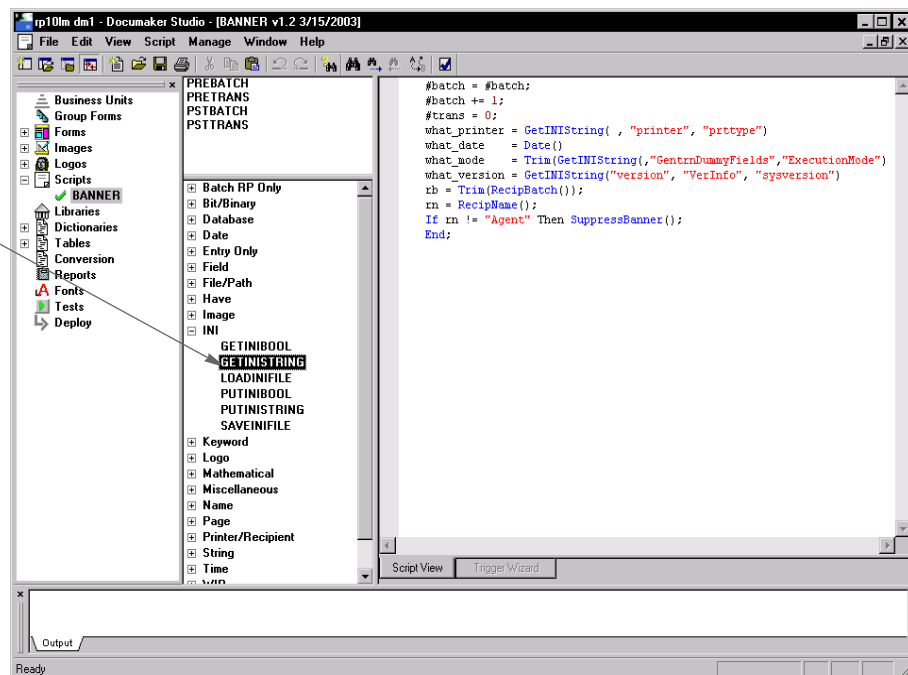 rp10lm dm1 - Documaker Studio - [BANNER v1.2 3/15/2003]
File Edit View Script Manage Window Help
Business Units
Group Forms
Forms
Images
Logos
Scripts
BANNER
Libraries
Dictionaries
Tables
Conversion
Reports
Fonts
Tests
Deploy
PREBATCH
PRETRANS
PSTBATCH
PSTTRANS
Batch RP Only
Bit/Binary
Database
Date
Entry Only
Field
File/Path
Have
Image
INI
GETINIBOOL
GETINISTRING
LOADINIFILE
PUTINIBOOL
PUTINISTRING
SAVEINIFILE
Keyword
Logo
Mathematical
Miscellaneous
Name
Page
Printer/Recipient
String
Time
#batch = #batch;
#batch += 1;
#trans = 0;
what_printer = GetINIString( , "printer", "prttype")
what_date = Date()
what_mode = Trim(GetINIString(,"GentrnDummyFields","ExecutionMode")
what_version = GetINIString("version", "VerInfo", "sysversion")
rb = Trim(RecipBatch());
rn = RecipName();
If rn != "Agent" Then SuppressBanner();
End;
Script View Trigger Wizard
Output
Ready